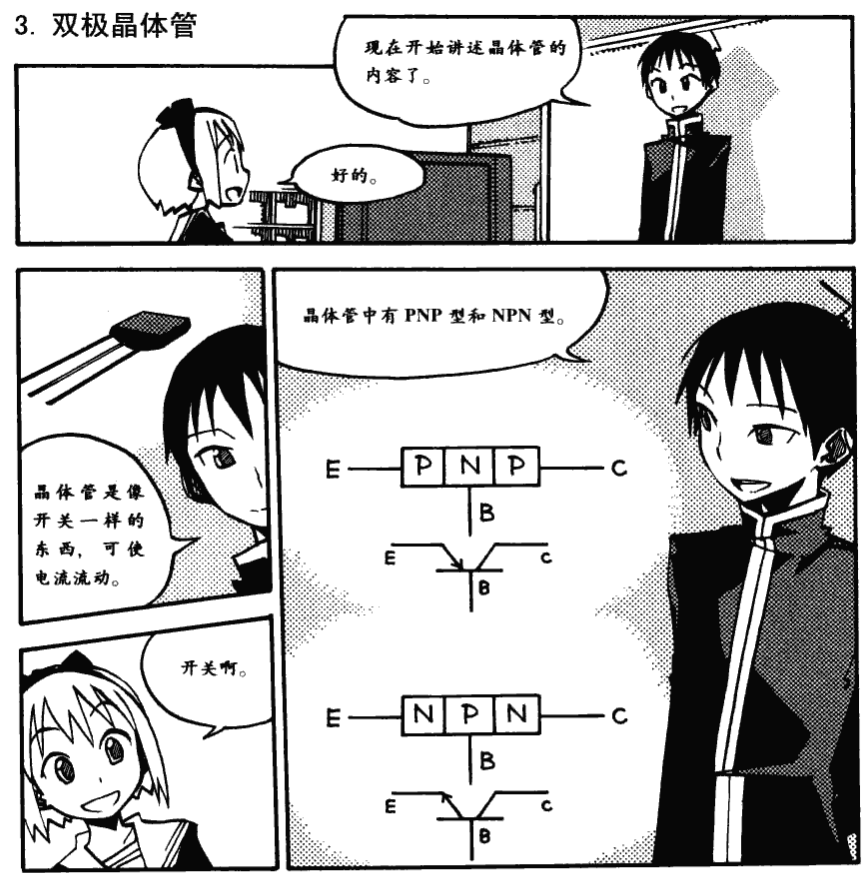 3. 双极晶体管
现在开始讲述晶体管的
内容了。
好的。
晶体管是像
开关一样的
东西，可使
电流流动。
开关啊。
晶体管中有 PNP 型和 NPN 型。
E P N P C
B
E C
B
E N P N C
B
E C
B